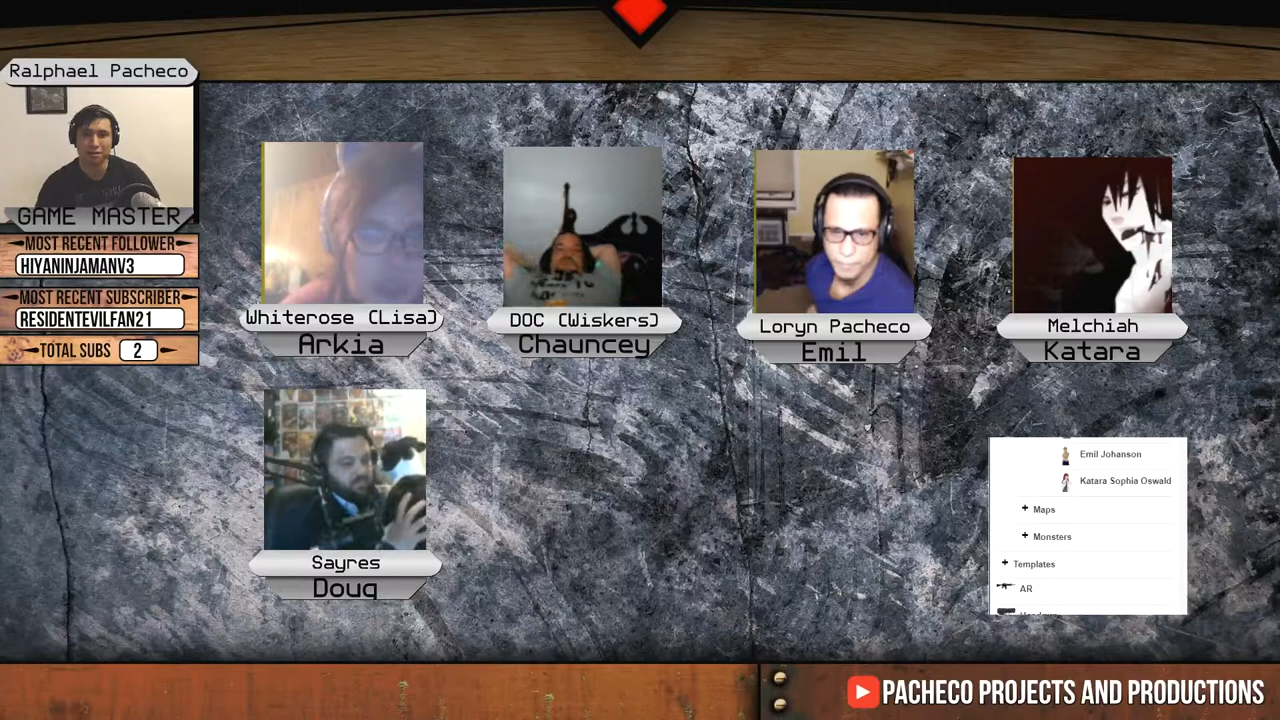 Ralphael Pacheco
GAME MASTER
MOST RECENT FOLLOWER
HIYANINJAMANV3
MOST RECENT SUBSCRIBER
RESIDENTEVILFAN21
TOTAL SUBS 2
Whiterose (Lisa)
Arkia
DOC (Wiskers)
Chauncey
Loryn Pacheco
Emil
Melchiah
Katara
Sayres
Doug
Emil Johanson
Katara Sophia Oswald
+ Maps
+ Monsters
+ Templates
AR
PACHECO PROJECTS AND PRODUCTIONS